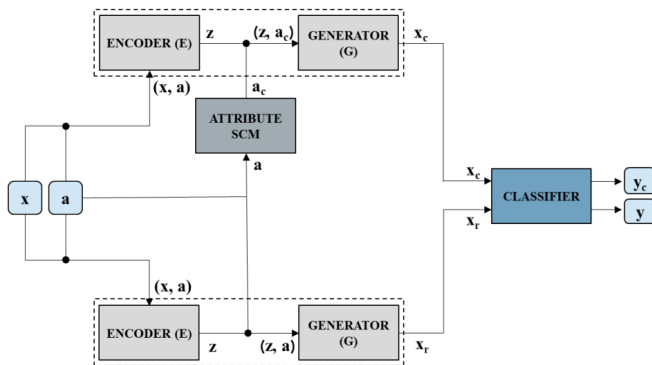 ENCODER (E)
z
(z, a_c)
GENERATOR
(G)
x_c
(x, a)
a_c
ATTRIBUTE
SCM
a
x
a
x_c
x_r
CLASSIFIER
y_c
y
(x, a)
ENCODER (E)
z
(z, a)
GENERATOR
(G)
x_r